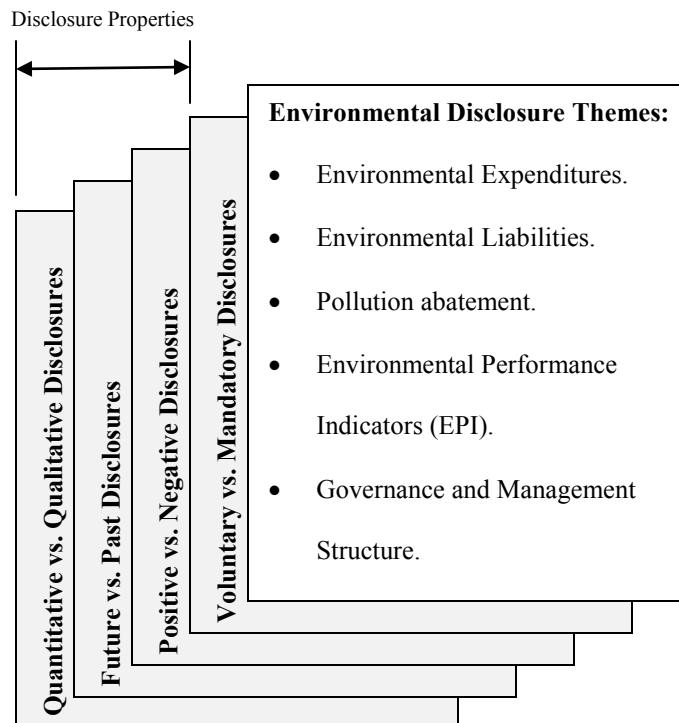 Disclosure Properties
Quantitative vs. Qualitative Disclosures
Future vs. Past Disclosures
Positive vs. Negative Disclosures
Voluntary vs. Mandatory Disclosures
Environmental Disclosure Themes:
• Environmental Expenditures.
• Environmental Liabilities.
• Pollution abatement.
• Environmental Performance
Indicators (EPI).
• Governance and Management
Structure.